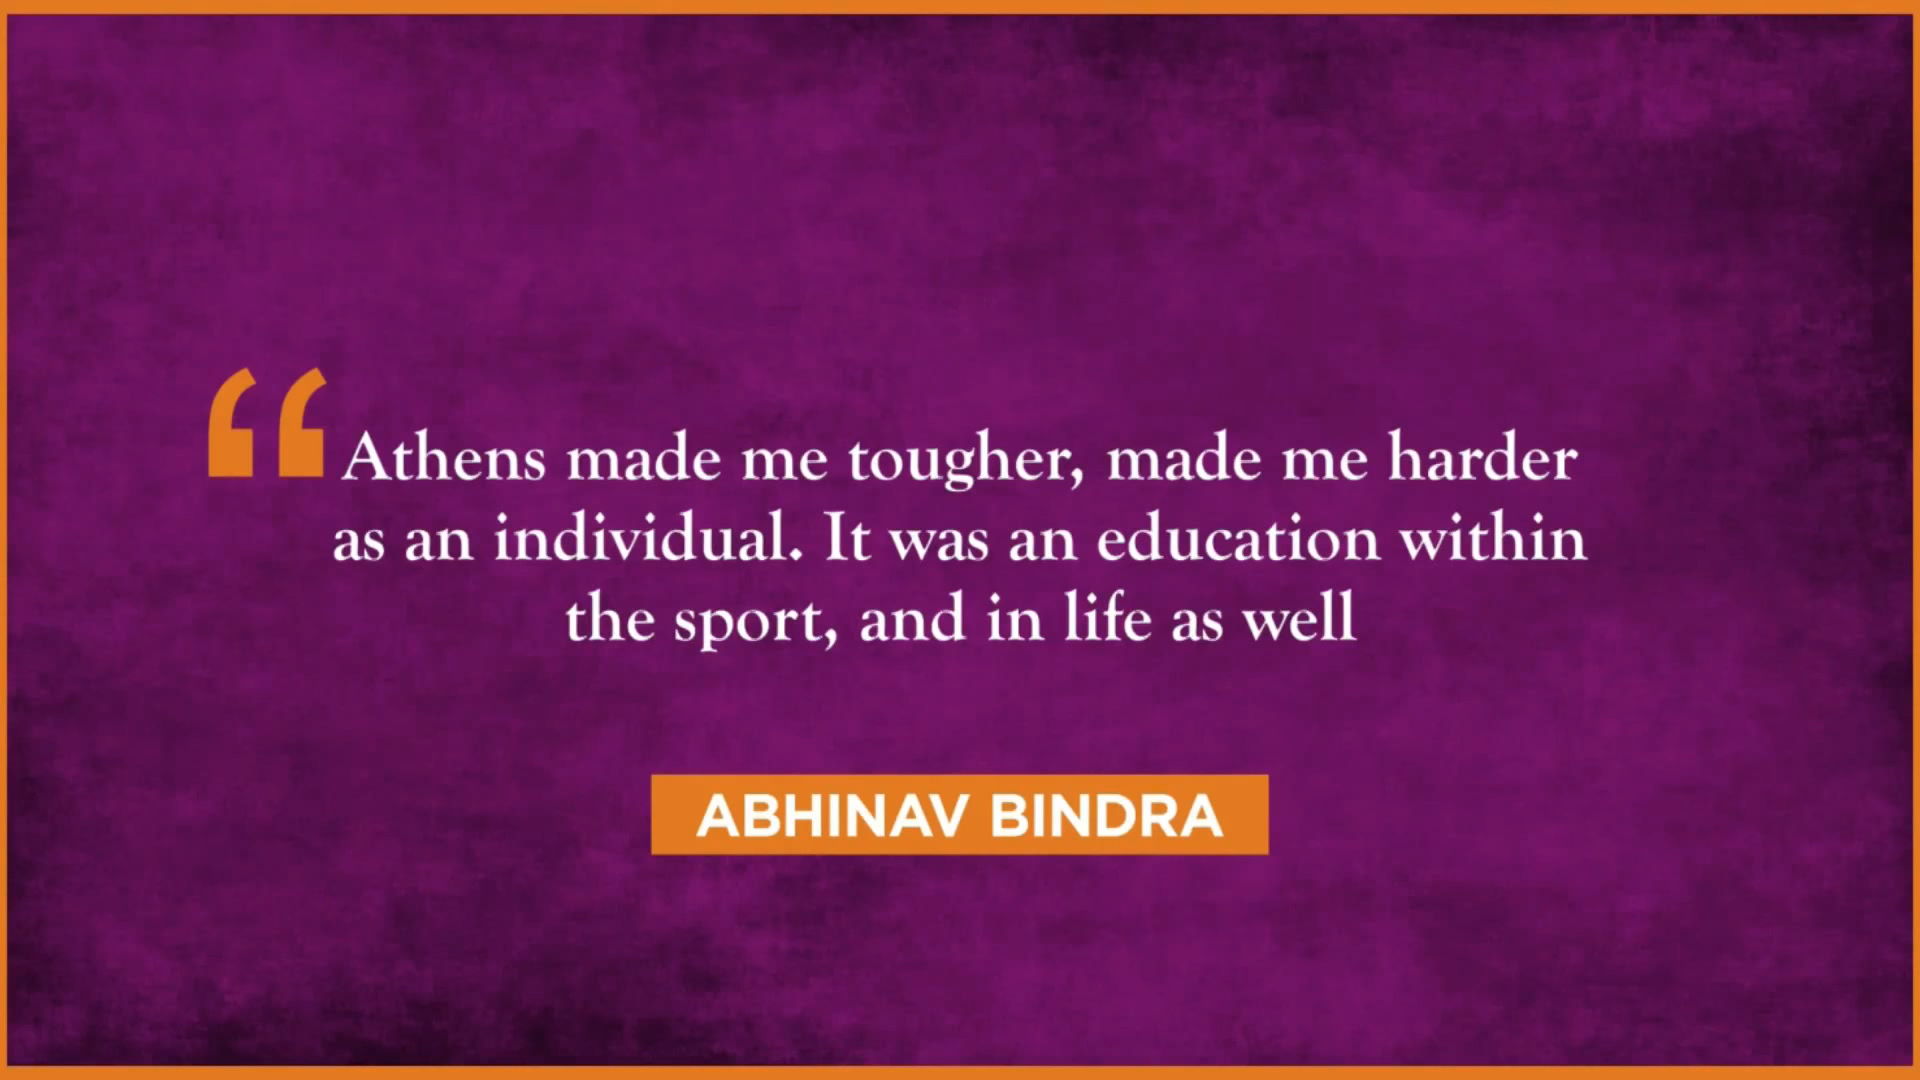 “Athens made me tougher, made me harder
as an individual. It was an education within
the sport, and in life as well
ABHINAV BINDRA